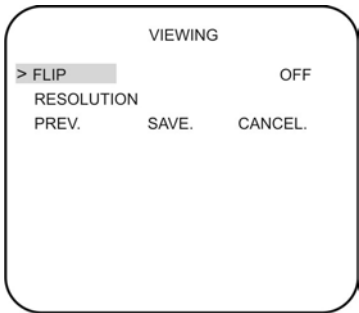 VIEWING
> FLIP OFF
RESOLUTION
PREV. SAVE. CANCEL.